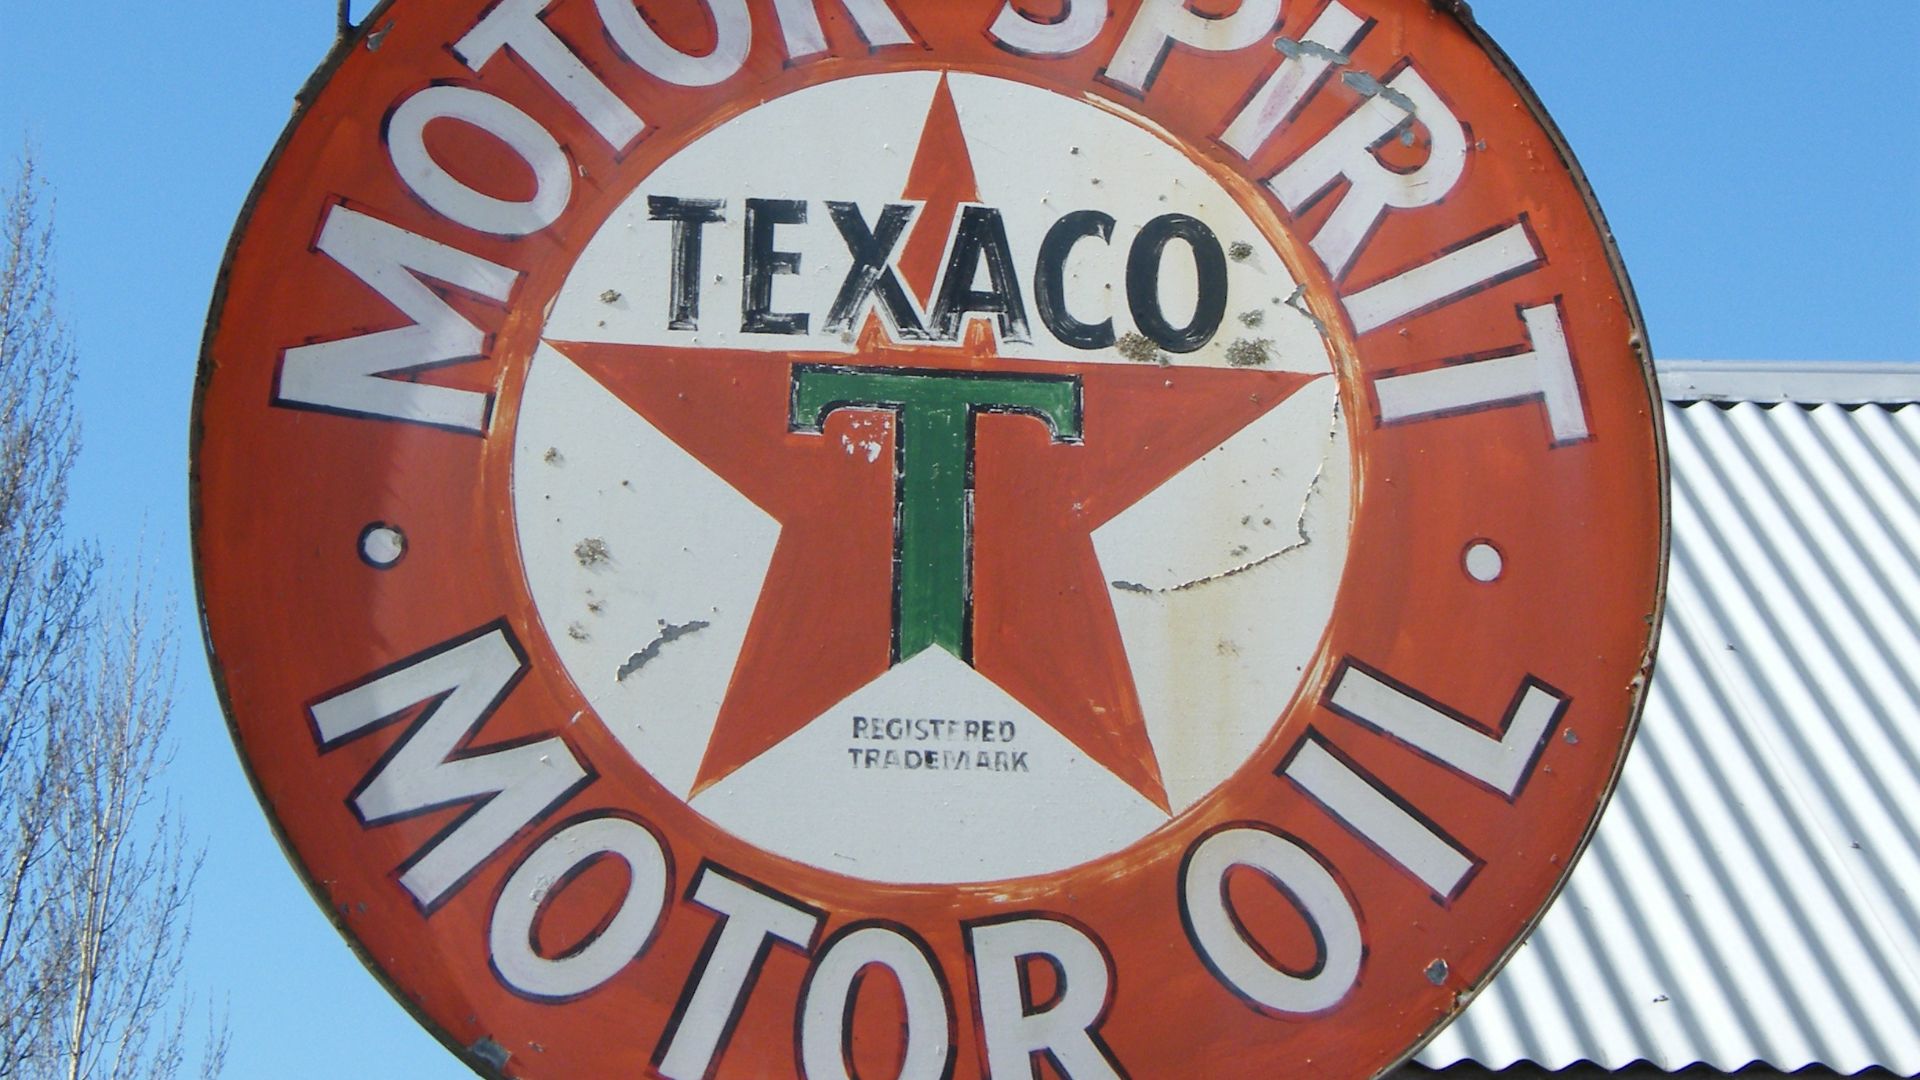 MOTOR SPIRIT
TEXACO
T
REGISTERED
TRADEMARK
MOTOR OIL